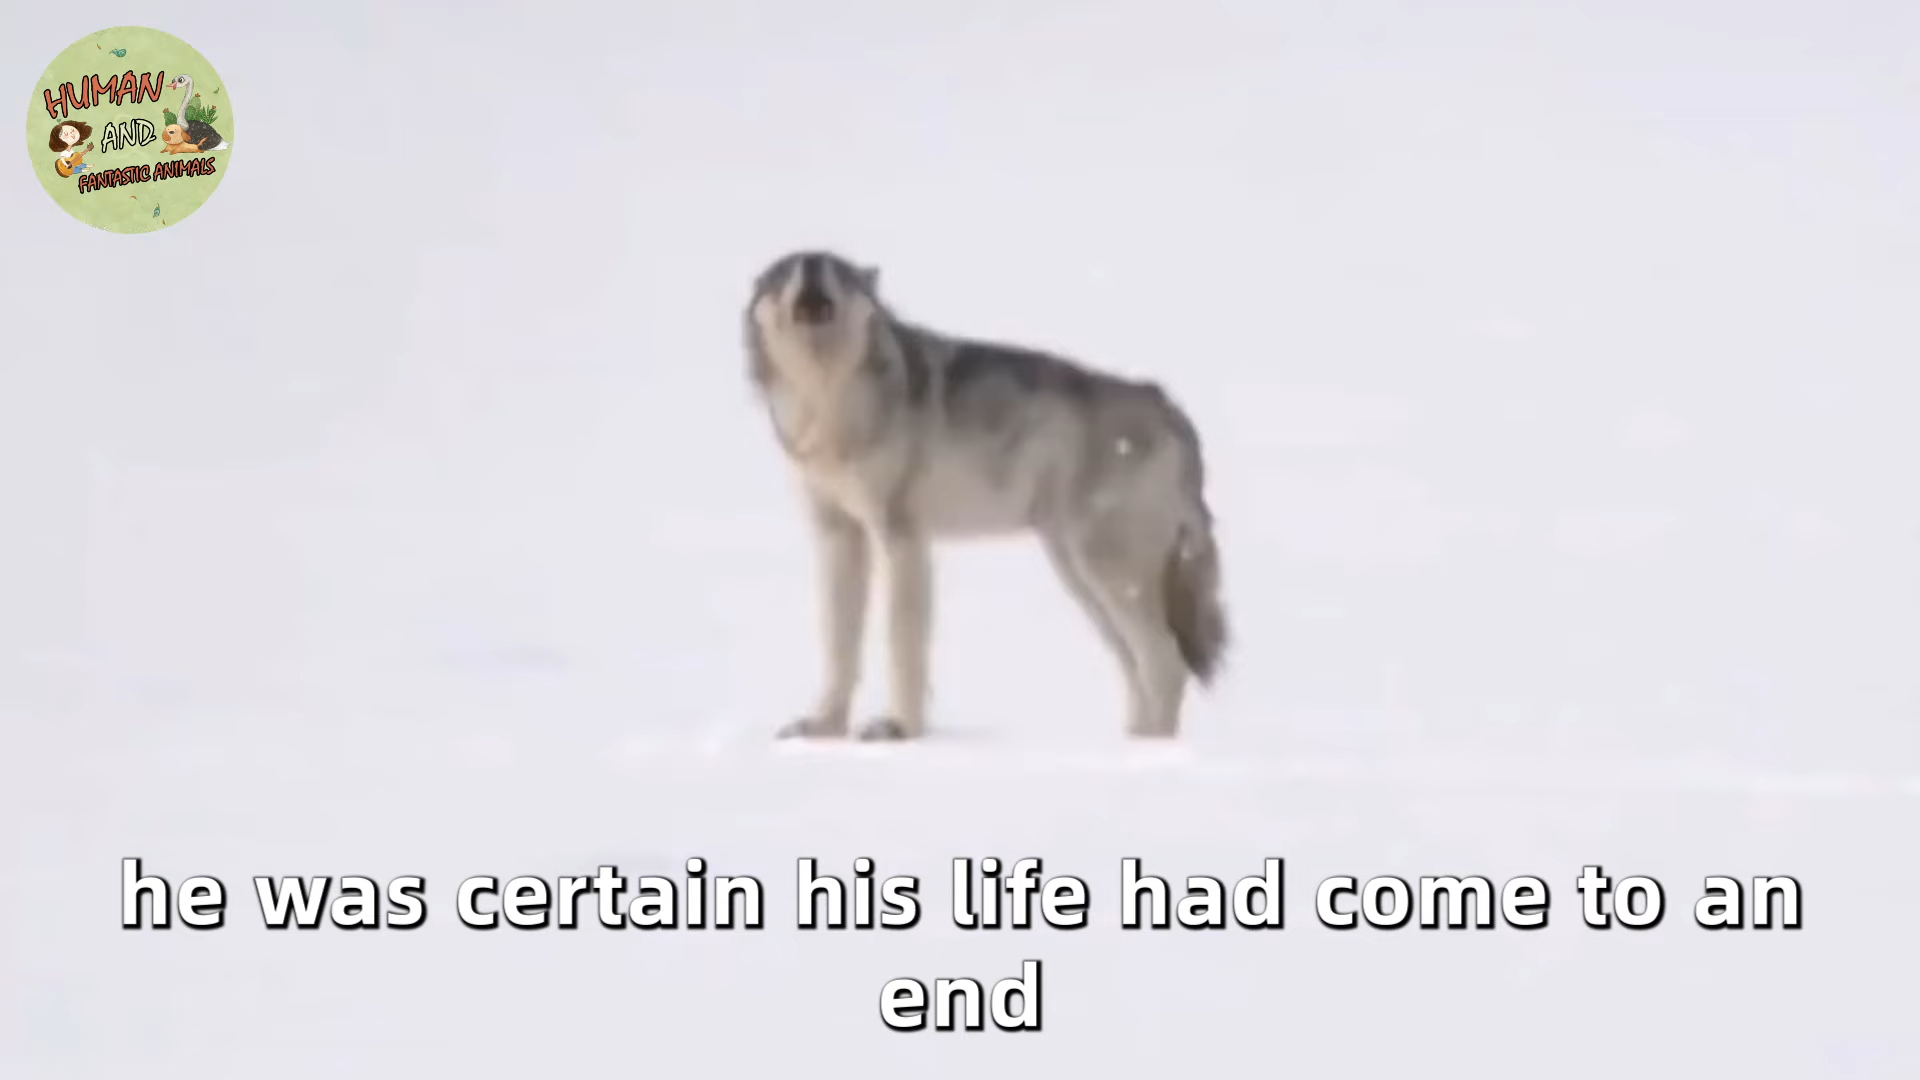 HUMAN
AND
FANTASTIC ANIMALS
he was certain his life had come to an
end